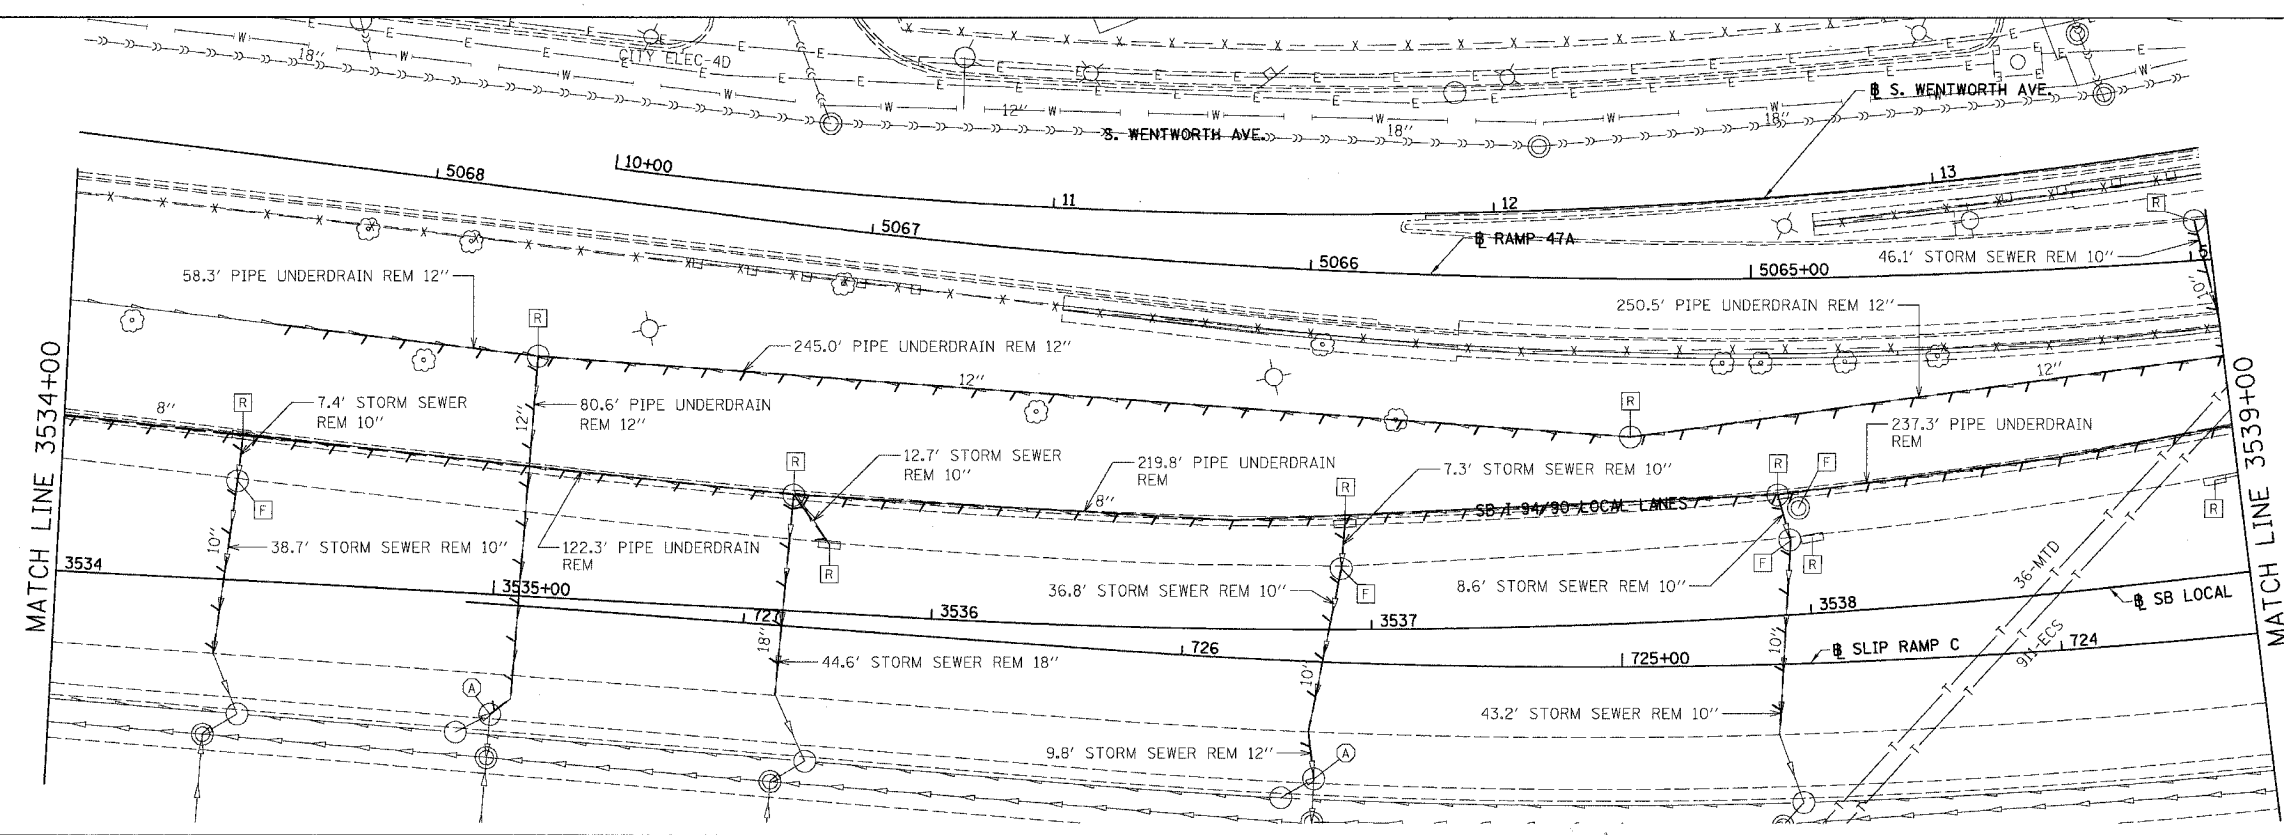 18''
CITY ELEC-4D
12''
S. WENTWORTH AVE.
18''
18''
℄ S. WENTWORTH AVE.
5068
10+00
11
12
13
5067
5066
5065+00
℄ RAMP 47A
R
46.1' STORM SEWER REM 10''
10''
58.3' PIPE UNDERDRAIN REM 12''
R
245.0' PIPE UNDERDRAIN REM 12''
12''
250.5' PIPE UNDERDRAIN REM 12''
12''
MATCH LINE 3534+00
8''
R
7.4' STORM SEWER
REM 10''
12''
80.6' PIPE UNDERDRAIN
REM 12''
R
12.7' STORM SEWER
REM 10''
219.8' PIPE UNDERDRAIN
REM
8''
R
7.3' STORM SEWER REM 10''
R
R
F
237.3' PIPE UNDERDRAIN
REM
SB I-94/90 LOCAL LANES
R
MATCH LINE 3539+00
F
10''
38.7' STORM SEWER REM 10''
122.3' PIPE UNDERDRAIN
REM
R
36.8' STORM SEWER REM 10''
F
8.6' STORM SEWER REM 10''
F
R
36-MTD
3534
3535+00
3536
3537
3538
℄ SB LOCAL
727
726
725+00
724
℄ SLIP RAMP C
9N-ECS
18''
44.6' STORM SEWER REM 18''
10''
10''
A
43.2' STORM SEWER REM 10''
9.8' STORM SEWER REM 12''
A